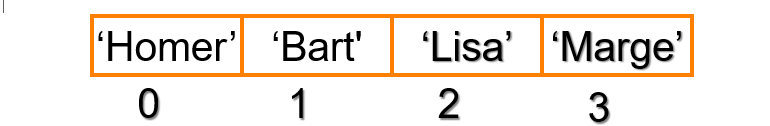 ‘Homer’ ‘Bart' ‘Lisa’ ‘Marge’
0 1 2 3